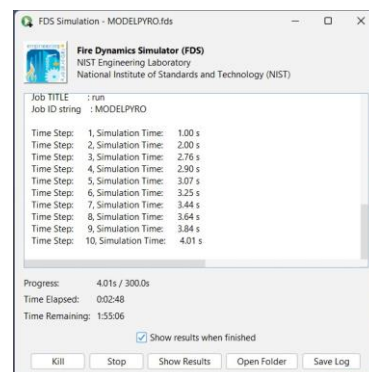 FDS Simulation - MODELPYRO.fds
Fire Dynamics Simulator (FDS)
NIST Engineering Laboratory
National Institute of Standards and Technology (NIST)
Job TITLE : run
Job ID string : MODELPYRO
Time Step: 1, Simulation Time: 1.00 s
Time Step: 2, Simulation Time: 2.00 s
Time Step: 3, Simulation Time: 2.76 s
Time Step: 4, Simulation Time: 2.90 s
Time Step: 5, Simulation Time: 3.07 s
Time Step: 6, Simulation Time: 3.25 s
Time Step: 7, Simulation Time: 3.44 s
Time Step: 8, Simulation Time: 3.64 s
Time Step: 9, Simulation Time: 3.84 s
Time Step: 10, Simulation Time: 4.01 s
Progress: 4.01s / 300.0s
Time Elapsed: 0:02:48
Time Remaining: 1:55:06
Show results when finished
Kill Stop Show Results Open Folder Save Log